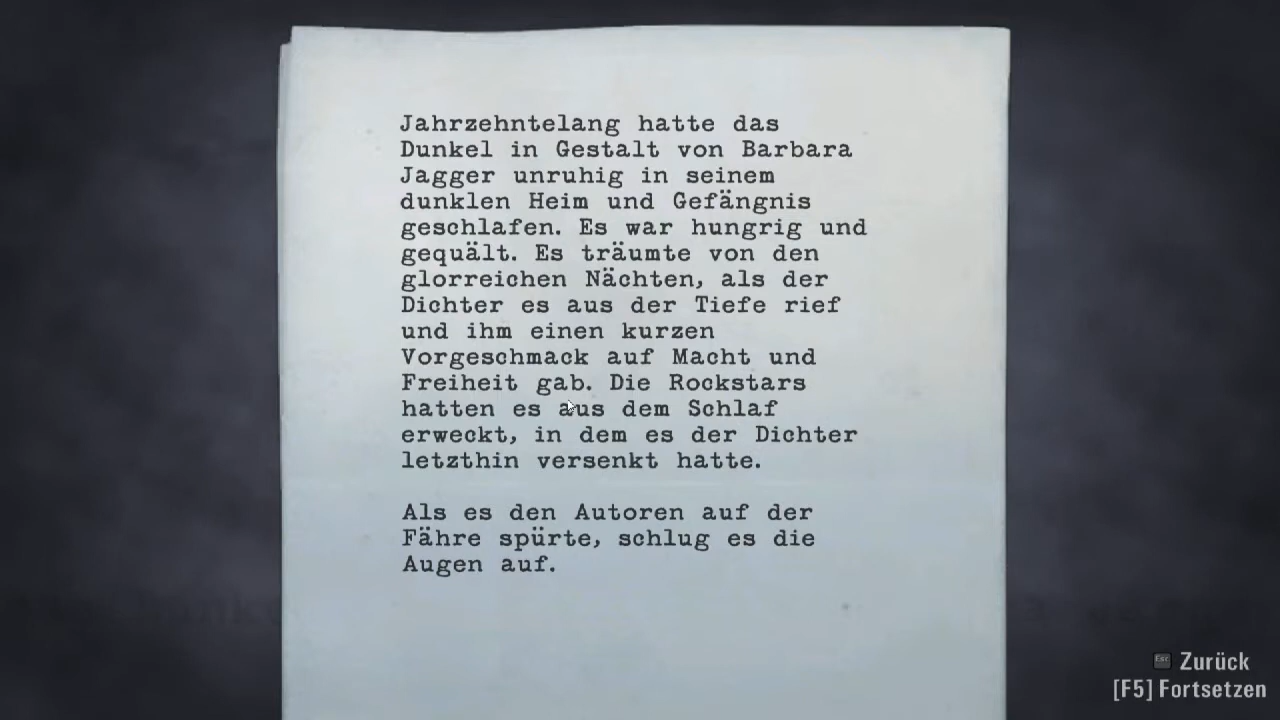 Jahrzehntelang hatte das
Dunkel in Gestalt von Barbara
Jagger unruhig in seinem
dunklen Heim und Gefängnis
geschlafen. Es war hungrig und
gequält. Es träumte von den
glorreichen Nächten, als der
Dichter es aus der Tiefe rief
und ihm einen kurzen
Vorgeschmack auf Macht und
Freiheit gab. Die Rockstars
hatten es aus dem Schlaf
erweckt, in dem es der Dichter
letzthin versenkt hatte.
Als es den Autoren auf der
Fähre spürte, schlug es die
Augen auf.
Esc Zurück
[F5] Fortsetzen